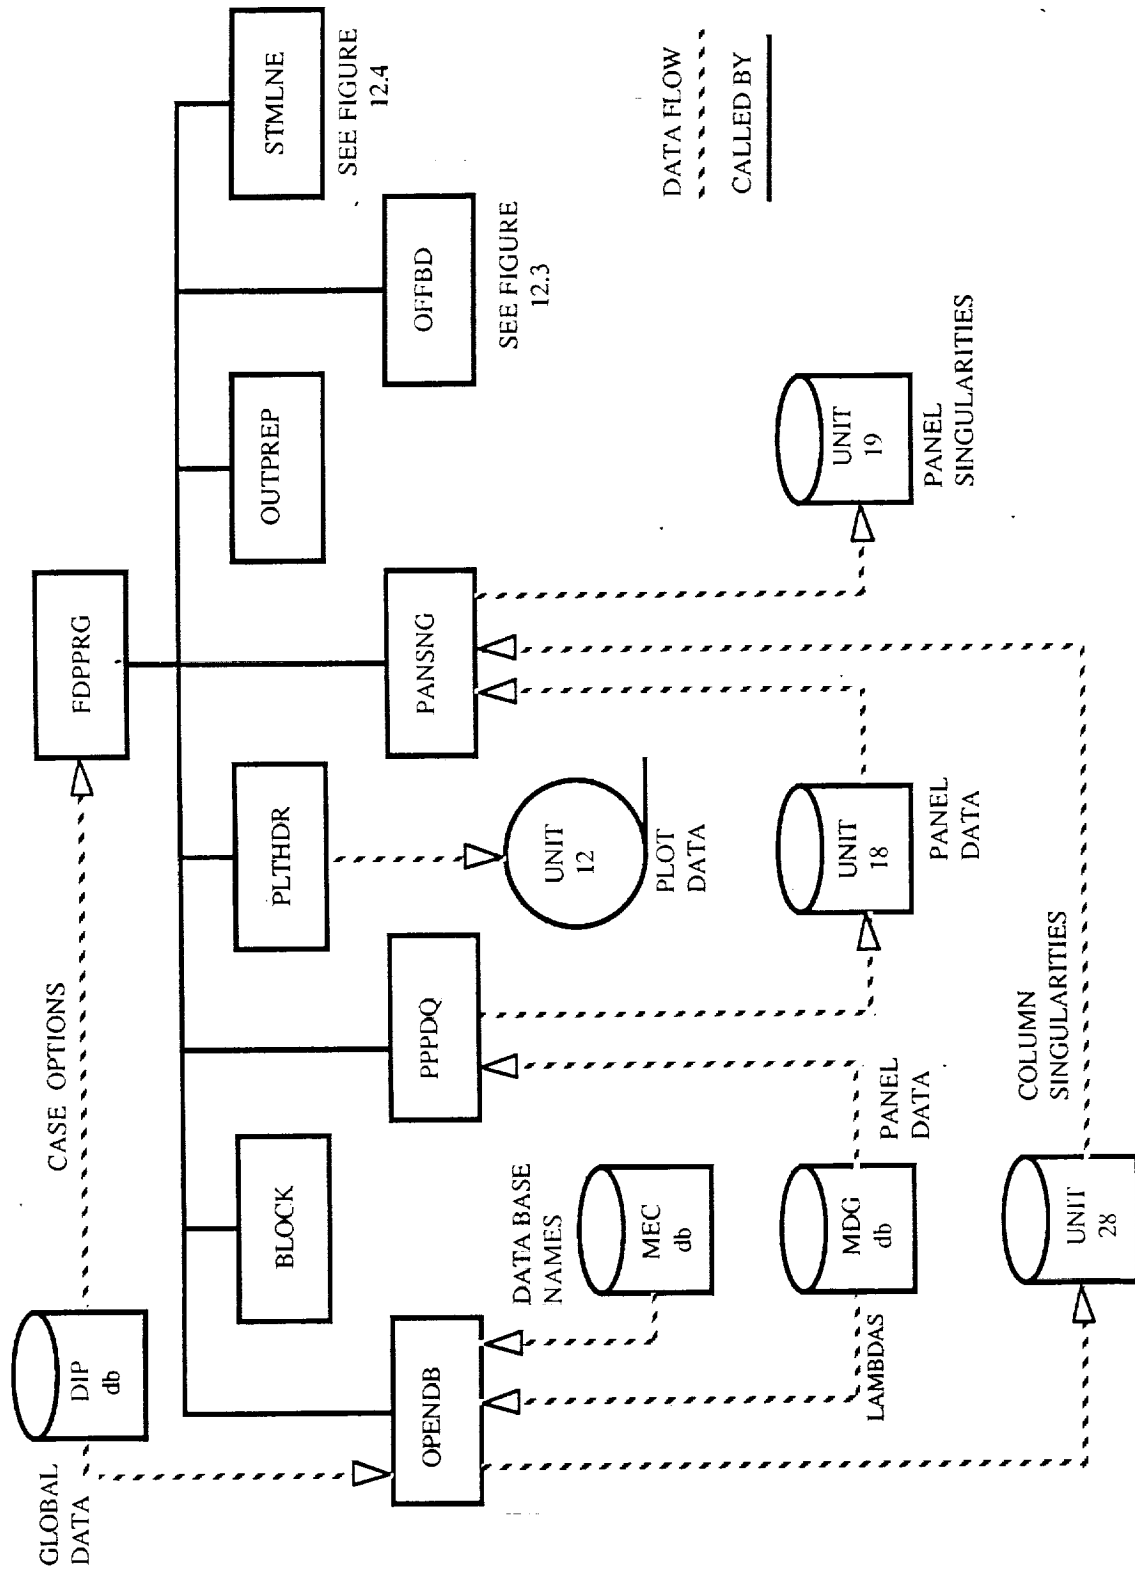 GLOBAL
DATA
DIP
db
CASE OPTIONS
FDPPRG
OPENDB
BLOCK
PPPDQ
PLTHDR
PANSNG
OUTPREP
OFFBD
SEE FIGURE
12.3
STMLNE
SEE FIGURE
12.4
DATA BASE
NAMES
MEC
db
UNIT
12
PLOT
DATA
LAMBDAS
MDG
db
PANEL
DATA
UNIT
18
PANEL
DATA
UNIT
19
PANEL
SINGULARITIES
UNIT
28
COLUMN
SINGULARITIES
DATA FLOW
CALLED BY